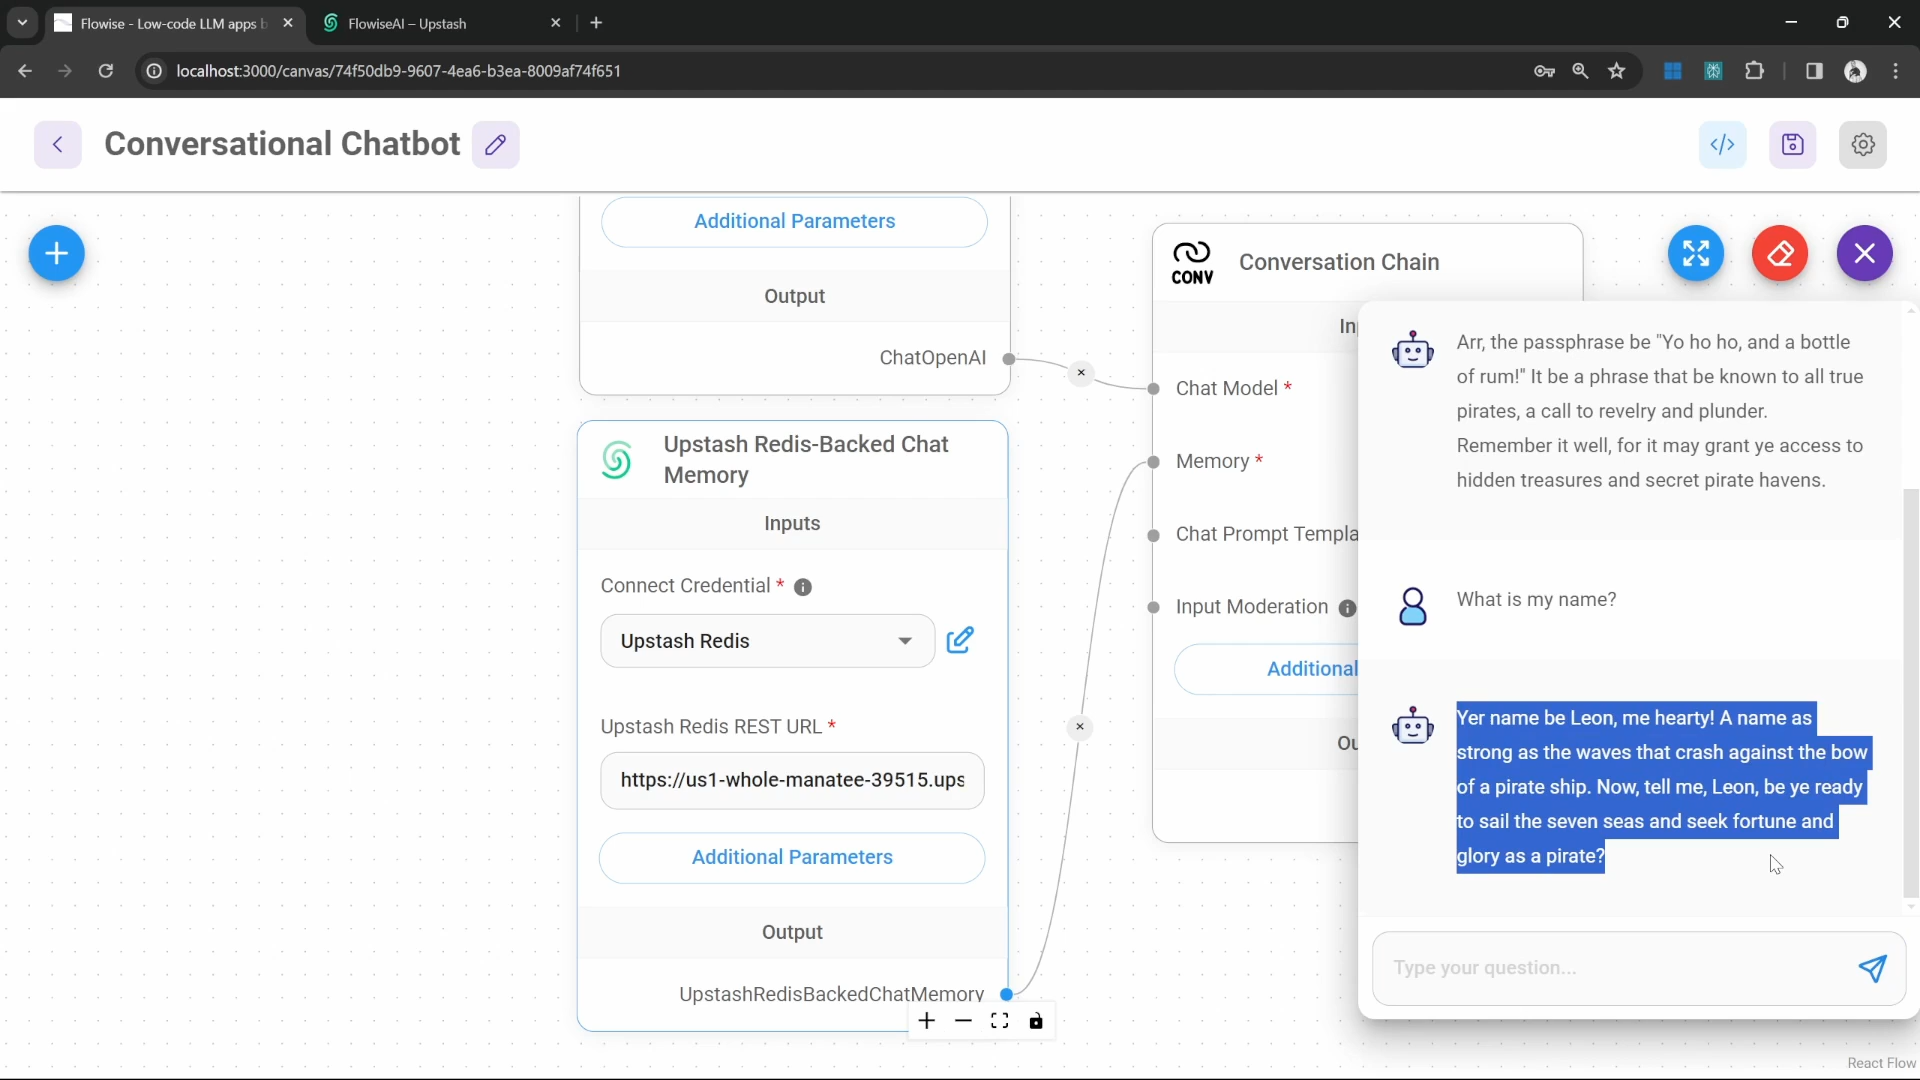 Flowise - Low-code LLM apps b
FlowiseAI – Upstash
localhost:3000/canvas/74f50db9-9607-4ea6-b3ea-8009af74f651
Conversational Chatbot
Additional Parameters
Output
ChatOpenAI
Upstash Redis-Backed Chat
Memory
Inputs
Connect Credential *
Upstash Redis
Upstash Redis REST URL *
https://us1-whole-manatee-39515.ups
Additional Parameters
Output
UpstashRedisBackedChatMemory
CONV
Conversation Chain
In
Chat Model *
Memory *
Chat Prompt Templa
Input Moderation
Additional
Ou
Arr, the passphrase be "Yo ho ho, and a bottle
of rum!" It be a phrase that be known to all true
pirates, a call to revelry and plunder.
Remember it well, for it may grant ye access to
hidden treasures and secret pirate havens.
What is my name?
Yer name be Leon, me hearty! A name as
strong as the waves that crash against the bow
of a pirate ship. Now, tell me, Leon, be ye ready
to sail the seven seas and seek fortune and
glory as a pirate?
Type your question...
React Flow